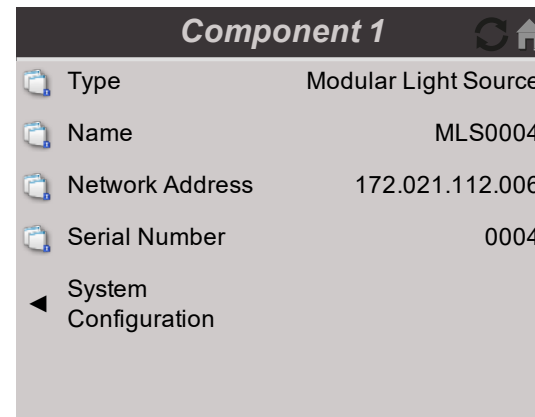 Component 1
Type Modular Light Source
Name MLS0004
Network Address 172.021.112.006
Serial Number 0004
System
Configuration